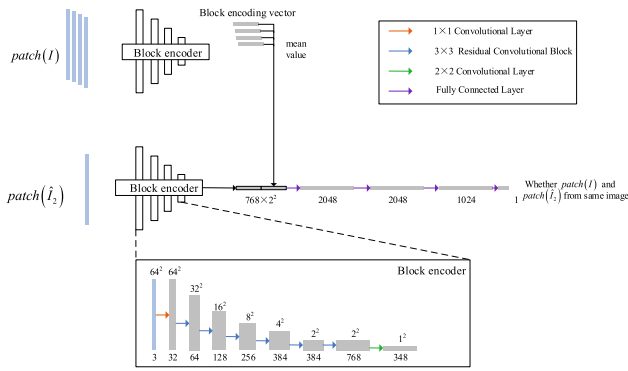 patch(I)
Block encoder
Block encoding vector
mean
value
1×1 Convolutional Layer
3×3 Residual Convolutional Block
2×2 Convolutional Layer
Fully Connected Layer
patch(Î₂)
Block encoder
768×2²
2048
2048
1024
1
Whether patch(I) and
patch(Î₂) from same image
Block encoder
64² 64² 32² 16² 8² 4² 2² 2² 1²
3 32 64 128 256 384 384 768 348